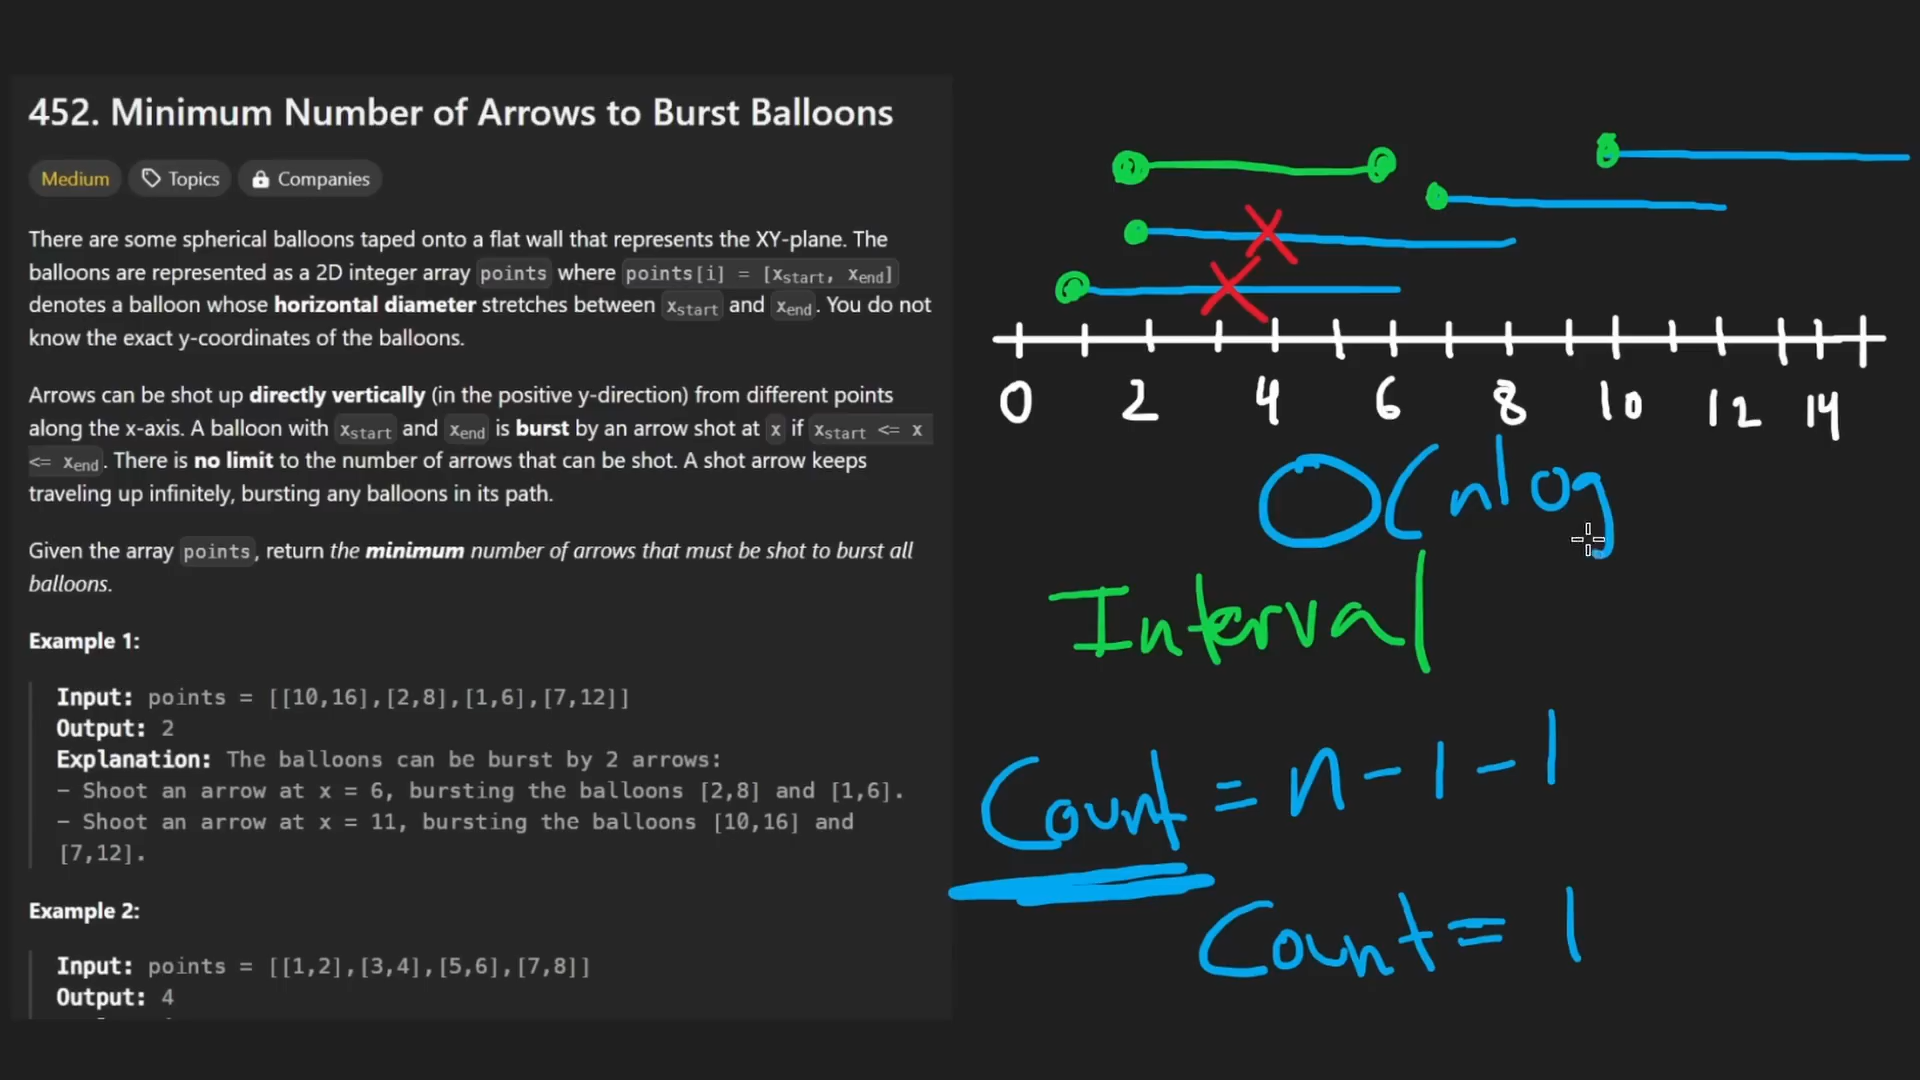 452. Minimum Number of Arrows to Burst Balloons
Medium Topics Companies
There are some spherical balloons taped onto a flat wall that represents the XY-plane. The
balloons are represented as a 2D integer array points where points[i] = [xstart, xend]
denotes a balloon whose horizontal diameter stretches between xstart and xend. You do not
know the exact y-coordinates of the balloons.
Arrows can be shot up directly vertically (in the positive y-direction) from different points
along the x-axis. A balloon with xstart and xend is burst by an arrow shot at x if xstart <= x
<= xend. There is no limit to the number of arrows that can be shot. A shot arrow keeps
traveling up infinitely, bursting any balloons in its path.
Given the array points, return the minimum number of arrows that must be shot to burst all
balloons.
Example 1:
Input: points = [[10,16],[2,8],[1,6],[7,12]]
Output: 2
Explanation: The balloons can be burst by 2 arrows:
- Shoot an arrow at x = 6, bursting the balloons [2,8] and [1,6].
- Shoot an arrow at x = 11, bursting the balloons [10,16] and
[7,12].
Example 2:
Input: points = [[1,2],[3,4],[5,6],[7,8]]
Output: 4
0 2 4 6 8 10 12 14
O(nlog
Interval
Count = n - 1 - 1
Count = 1